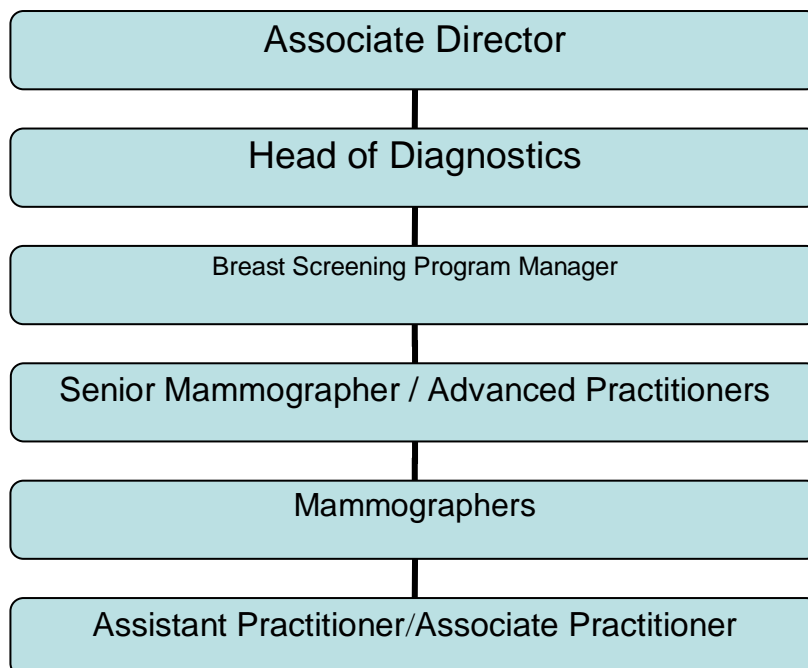 Associate Director
Head of Diagnostics
Breast Screening Program Manager
Senior Mammographer / Advanced Practitioners
Mammographers
Assistant Practitioner/Associate Practitioner